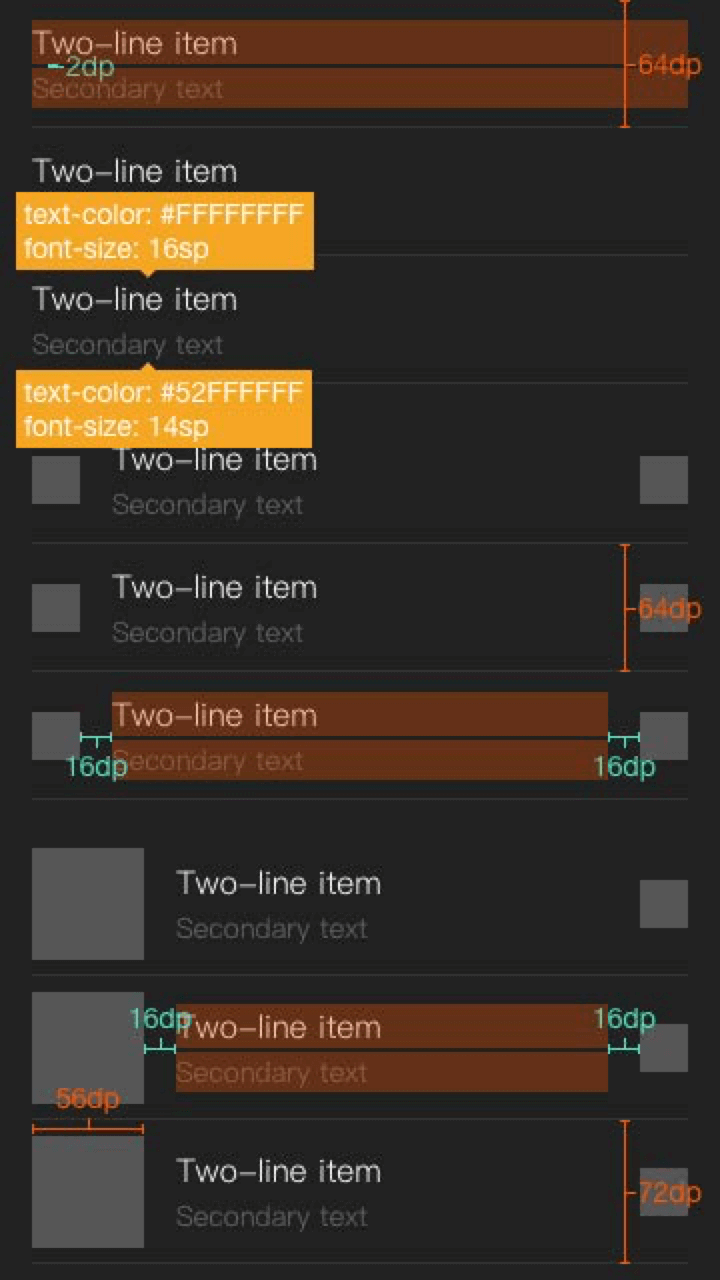 Two-line item
2dp
64dp
Secondary text
Two-line item
text-color: #FFFFFFFF
font-size: 16sp
Two-line item
Secondary text
text-color: #52FFFFFF
font-size: 14sp
Two-line item
Secondary text
Two-line item
64dp
Secondary text
Two-line item
16dp
Secondary text
16dp
Two-line item
Secondary text
16dp
Two-line item
16dp
Secondary text
56dp
Two-line item
72dp
Secondary text